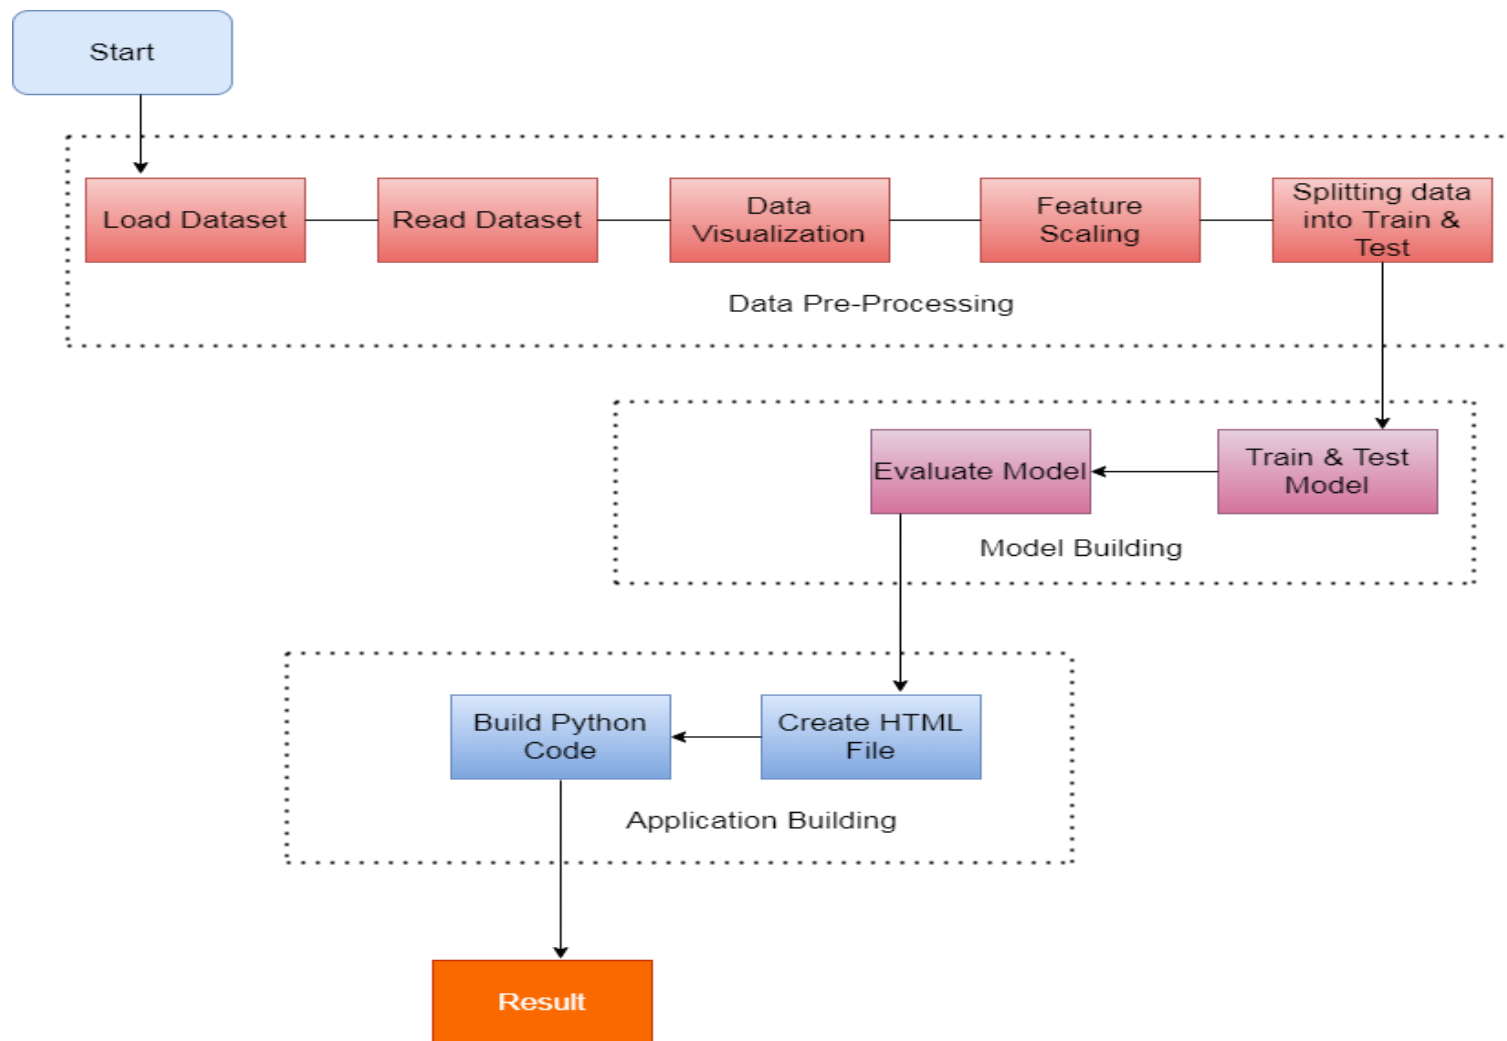 Start
Load Dataset
Read Dataset
Data
Visualization
Feature
Scaling
Splitting data
into Train &
Test
Data Pre-Processing
Evaluate Model
Train & Test
Model
Model Building
Build Python
Code
Create HTML
File
Application Building
Result